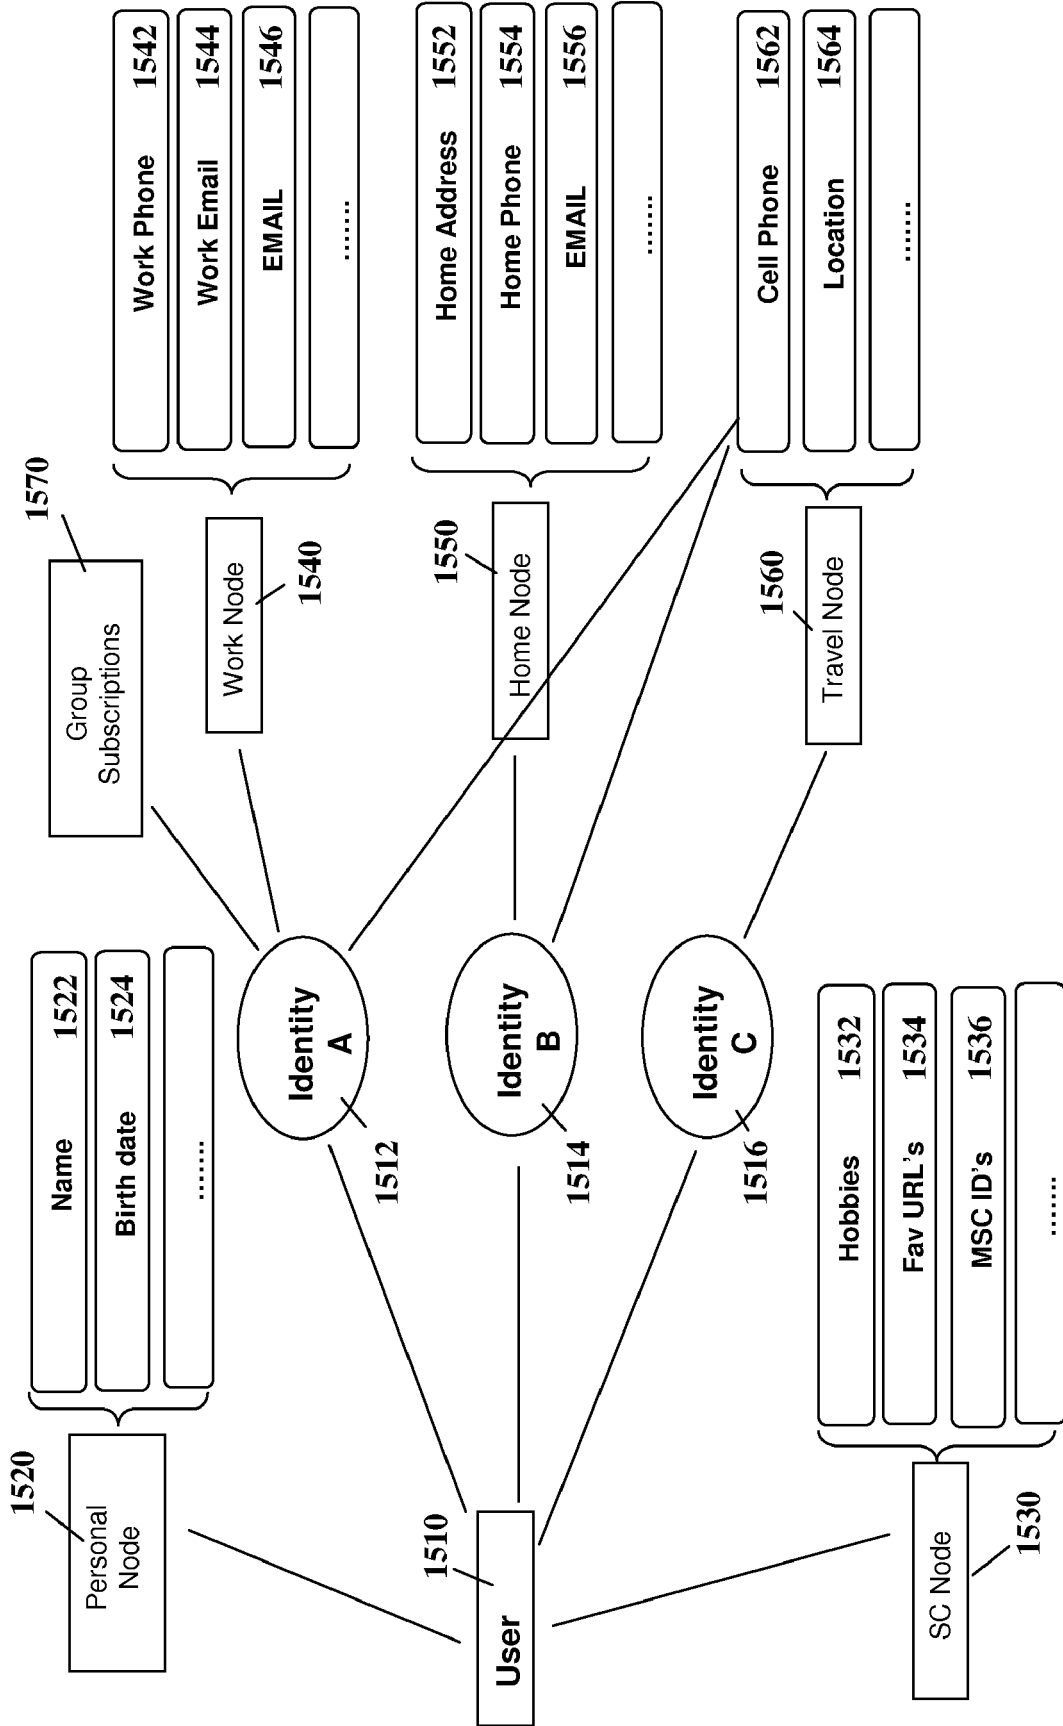 1520
Personal
Node
Name 1522
Birth date 1524
.......
User
1510
SC Node
1530
Hobbies 1532
Fav URL's 1534
MSC ID's 1536
.......
Identity
A
1512
Identity
B
1514
Identity
C
1516
Group
Subscriptions
1570
Work Node
1540
Work Phone 1542
Work Email 1544
EMAIL 1546
.......
Home Node
1550
Home Address 1552
Home Phone 1554
EMAIL 1556
.......
Travel Node
1560
Cell Phone 1562
Location 1564
.......